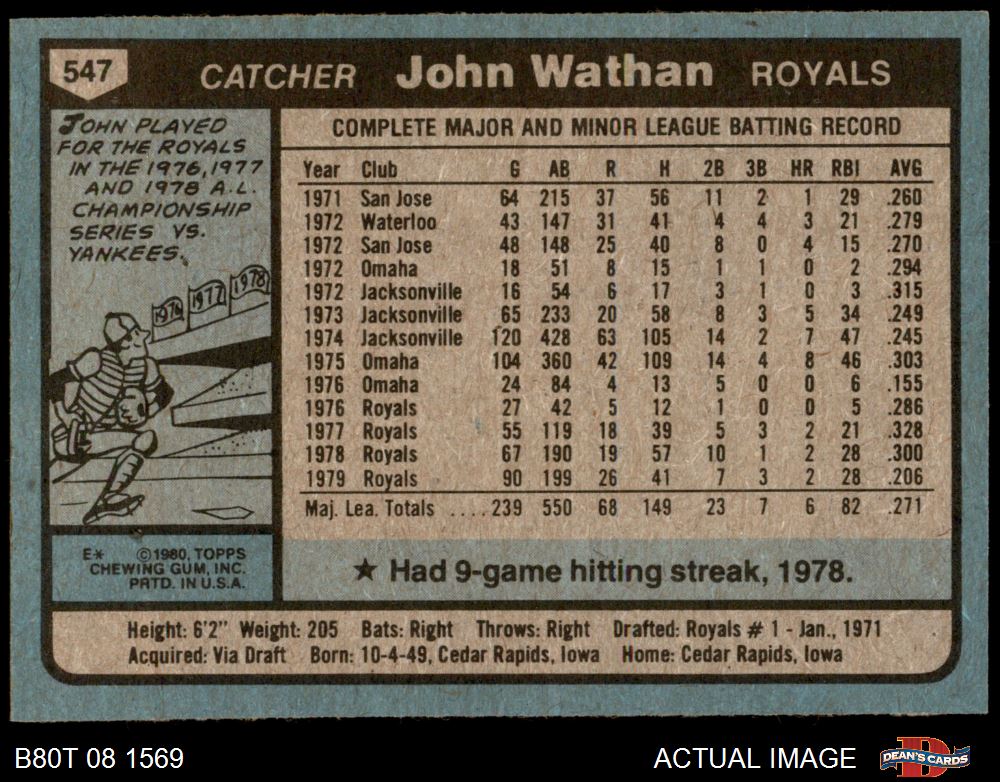 547 CATCHER John Wathan ROYALS
JOHN PLAYED
FOR THE ROYALS
IN THE 1976, 1977
AND 1978 A.L.
CHAMPIONSHIP
SERIES VS.
YANKEES.
1976 1977 1978
COMPLETE MAJOR AND MINOR LEAGUE BATTING RECORD
Year Club G AB R H 2B 3B HR RBI AVG
1971 San Jose 64 215 37 56 11 2 1 29 .260
1972 Waterloo 43 147 31 41 4 4 3 21 .279
1972 San Jose 48 148 25 40 8 0 4 15 .270
1972 Omaha 18 51 8 15 1 1 0 2 .294
1972 Jacksonville 16 54 6 17 3 1 0 3 .315
1973 Jacksonville 65 233 20 58 8 3 5 34 .249
1974 Jacksonville 120 428 63 105 14 2 7 47 .245
1975 Omaha 104 360 42 109 14 4 8 46 .303
1976 Omaha 24 84 4 13 5 0 0 6 .155
1976 Royals 27 42 5 12 1 0 0 5 .286
1977 Royals 55 119 18 39 5 3 2 21 .328
1978 Royals 67 190 19 57 10 1 2 28 .300
1979 Royals 90 199 26 41 7 3 2 28 .206
Maj. Lea. Totals .... 239 550 68 149 23 7 6 82 .271
E* ©1980, TOPPS
CHEWING GUM, INC.
PRTD. IN U.S.A.
★ Had 9-game hitting streak, 1978.
Height: 6'2" Weight: 205 Bats: Right Throws: Right Drafted: Royals # 1 - Jan., 1971
Acquired: Via Draft Born: 10-4-49, Cedar Rapids, Iowa Home: Cedar Rapids, Iowa
B80T 08 1569 ACTUAL IMAGE DEAN'S CARDS